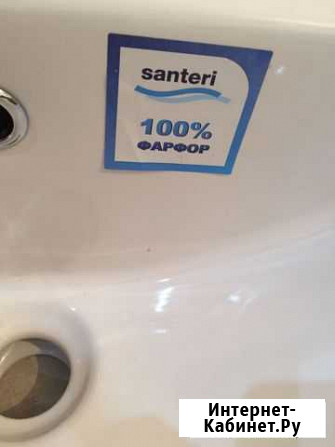 santeri
100%
ФАРФОР
Интернет-
Кабинет.Ру